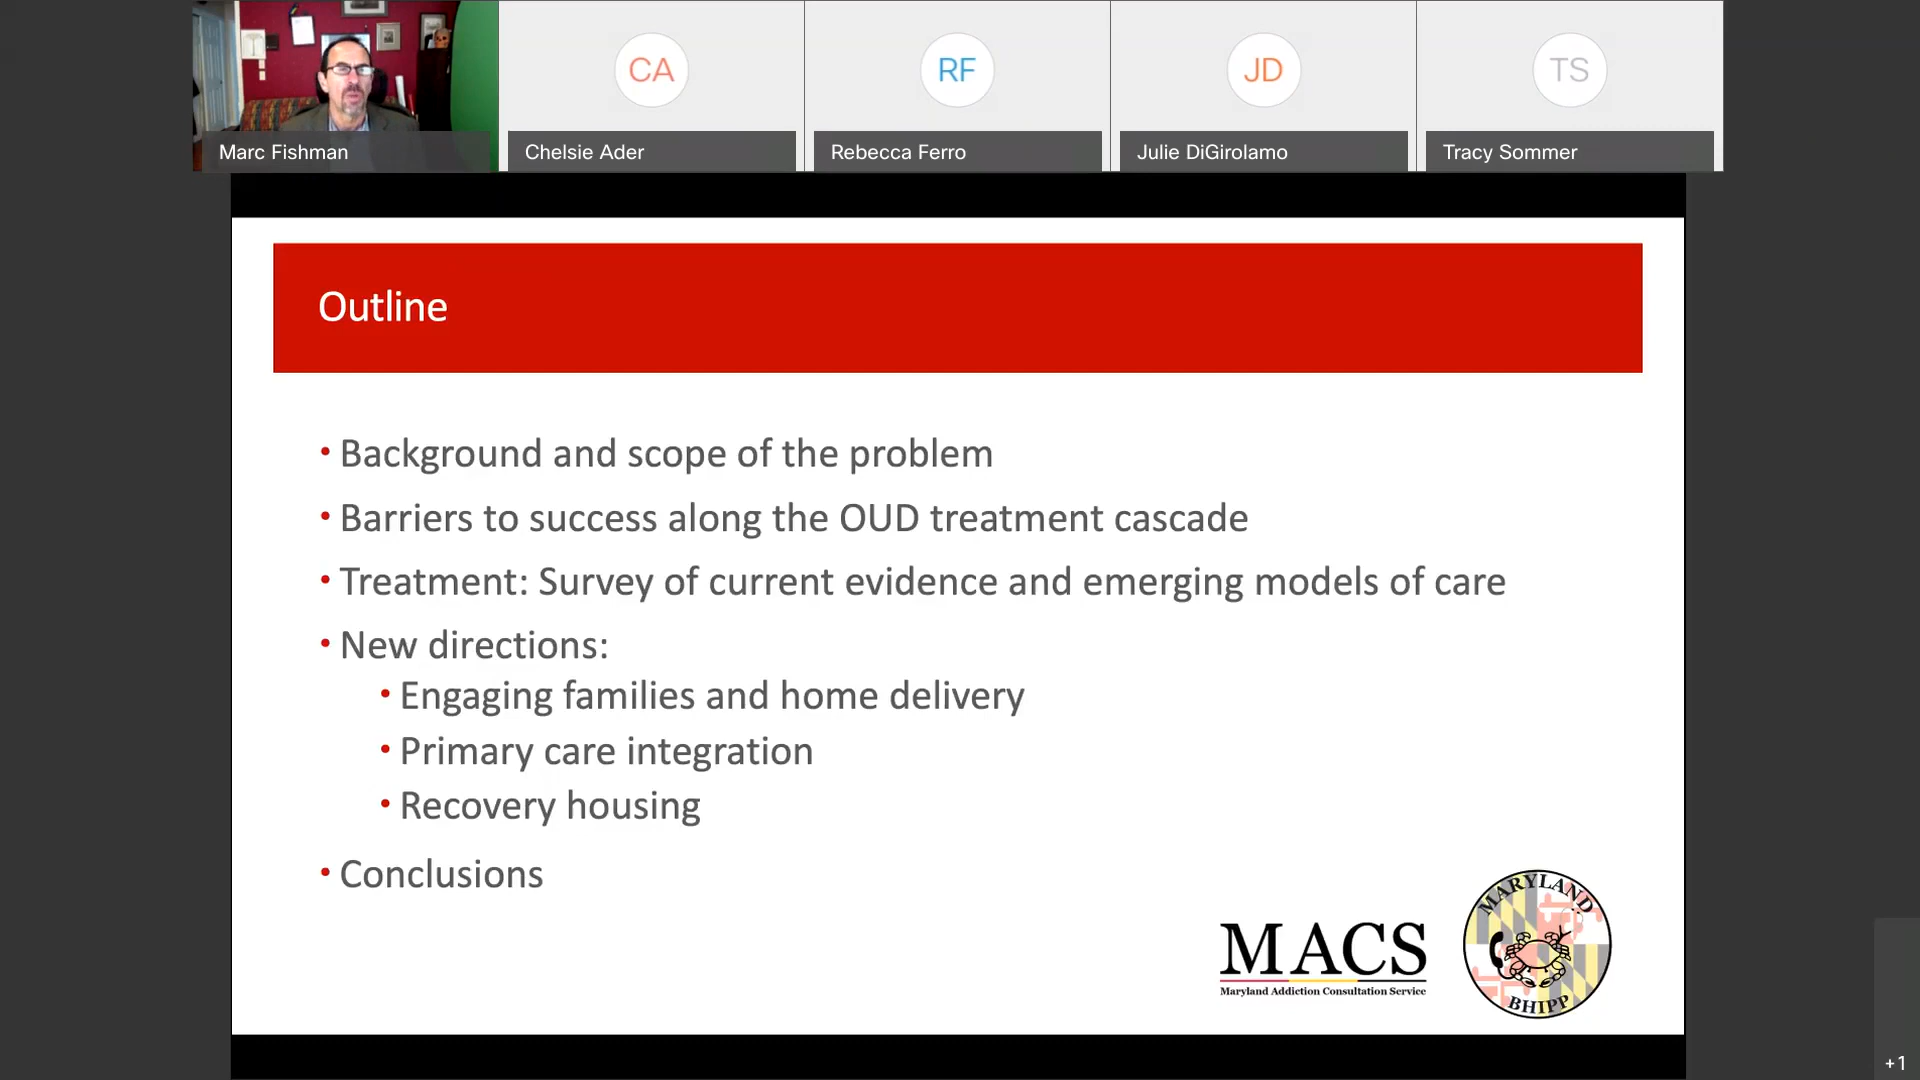 CA
RF
JD
TS
Marc Fishman
Chelsie Ader
Rebecca Ferro
Julie DiGirolamo
Tracy Sommer
Outline
• Background and scope of the problem
• Barriers to success along the OUD treatment cascade
• Treatment: Survey of current evidence and emerging models of care
• New directions:
• Engaging families and home delivery
• Primary care integration
• Recovery housing
• Conclusions
MACS
Maryland Addiction Consultation Service
MARYLAND
BHIPP
+1